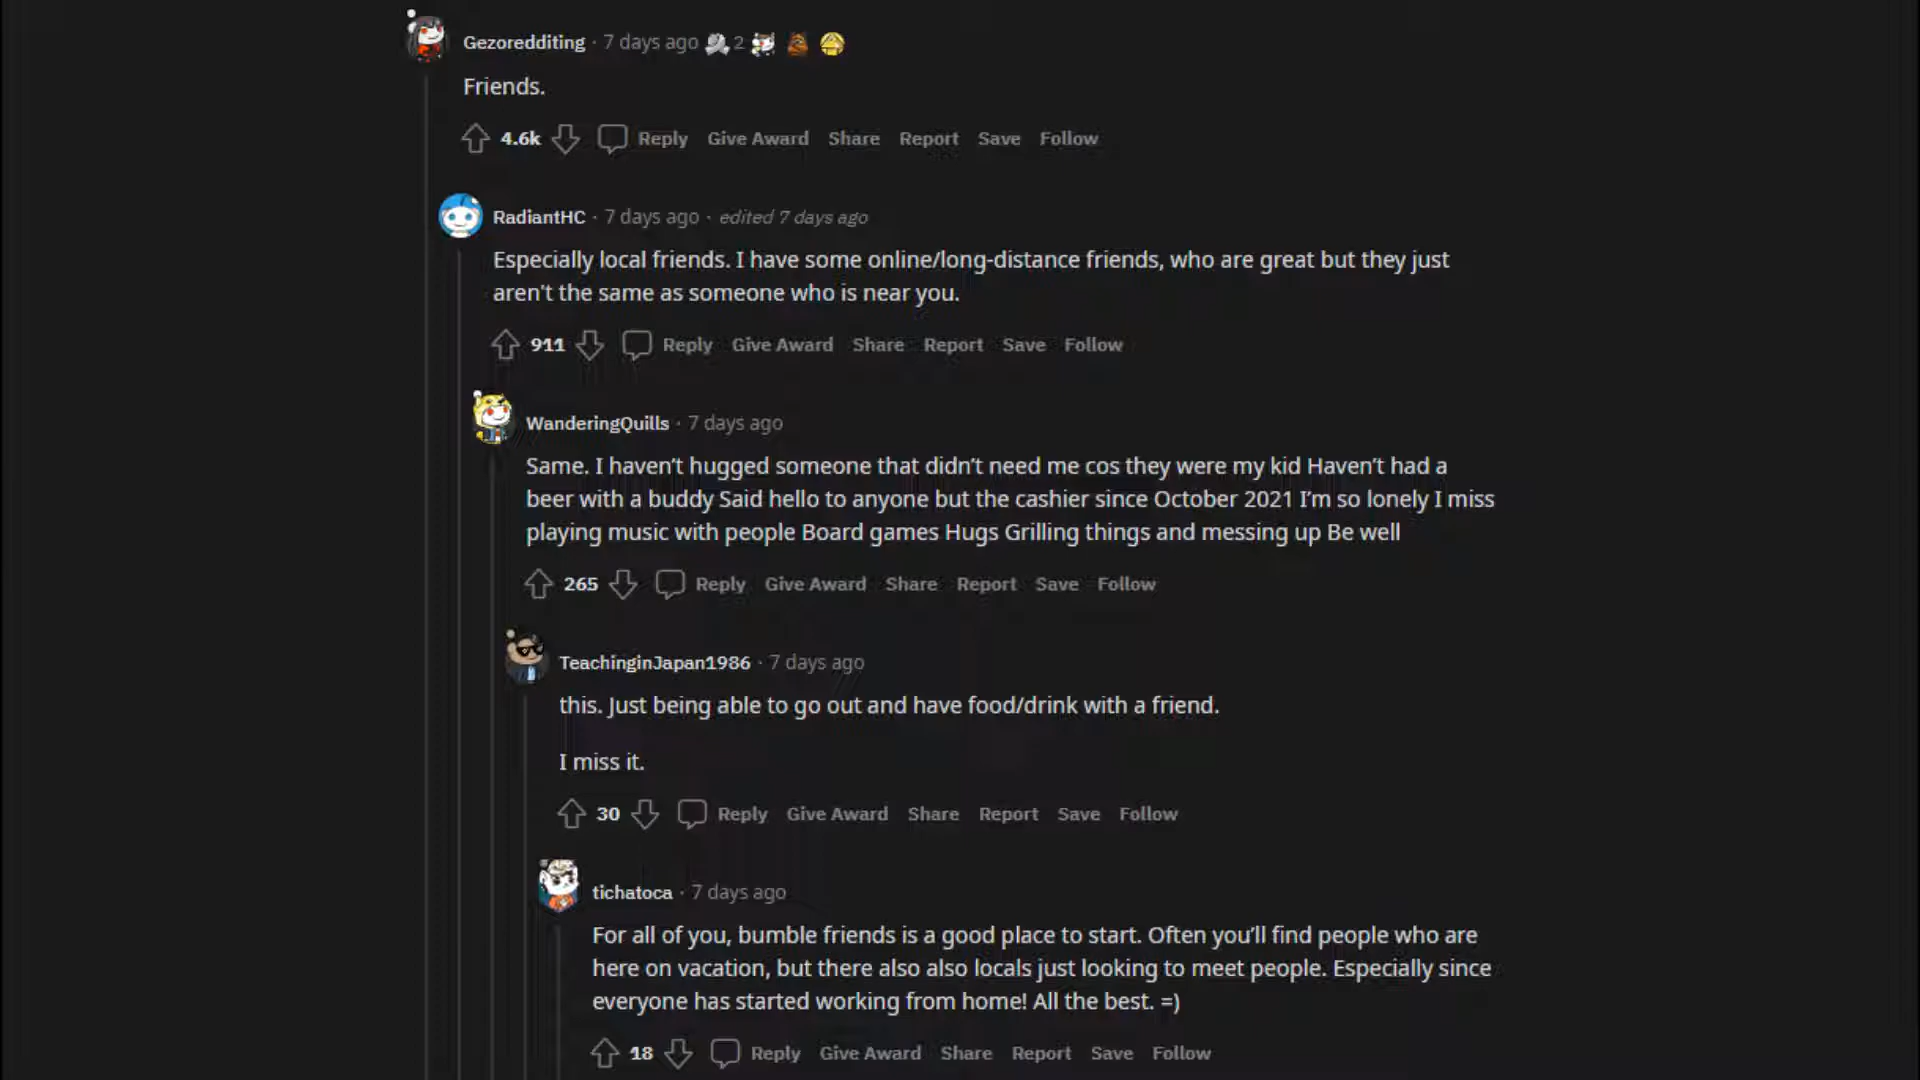 Gezoredditing · 7 days ago 2
Friends.
4.6k Reply Give Award Share Report Save Follow
RadiantHC · 7 days ago · edited 7 days ago
Especially local friends. I have some online/long-distance friends, who are great but they just
aren't the same as someone who is near you.
911 Reply Give Award Share Report Save Follow
WanderingQuills · 7 days ago
Same. I haven’t hugged someone that didn’t need me cos they were my kid Haven’t had a
beer with a buddy Said hello to anyone but the cashier since October 2021 I’m so lonely I miss
playing music with people Board games Hugs Grilling things and messing up Be well
265 Reply Give Award Share Report Save Follow
TeachinginJapan1986 · 7 days ago
this. Just being able to go out and have food/drink with a friend.
I miss it.
30 Reply Give Award Share Report Save Follow
tichatoca · 7 days ago
For all of you, bumble friends is a good place to start. Often you’ll find people who are
here on vacation, but there also also locals just looking to meet people. Especially since
everyone has started working from home! All the best. =)
18 Reply Give Award Share Report Save Follow